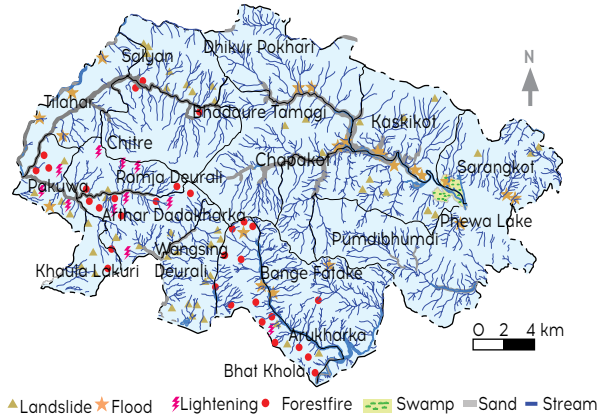 Dhikur Pokhari
Salyan
N
Tilahar
Bhadaure Tamagi
Kaskikot
Chitre
Chapakot
Sarangkot
Ramja Deurali
Pakuwa
Arthar Dadakharka
Phewa Lake
Pumdibhumdi
Wangsing Deurali
Khaula Lakuri
Bange Fatake
Arukharka
0 2 4 km
Bhat Khola
Landslide Flood Lightening Forestfire Swamp Sand Stream